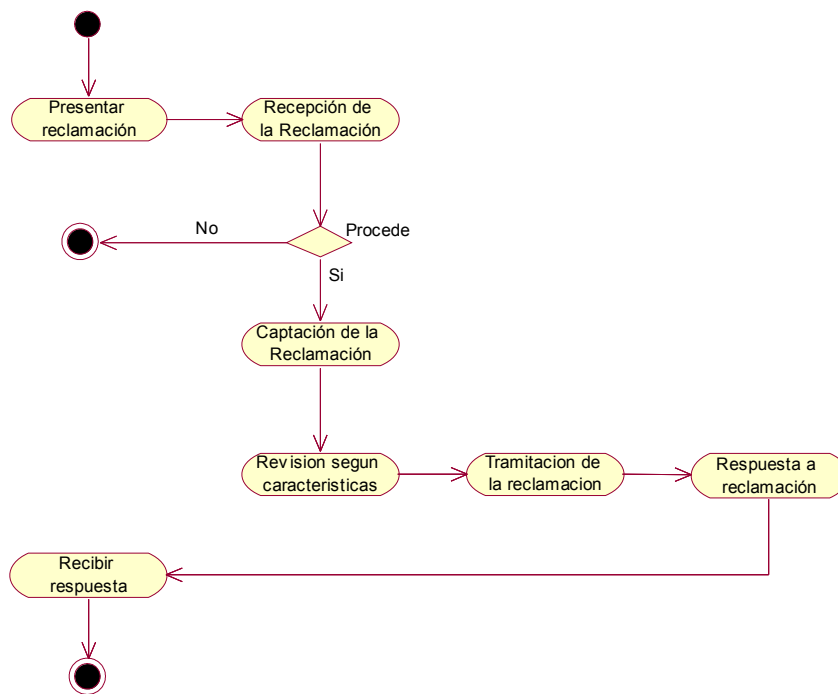 Presentar
reclamación
Recepción de
la Reclamación
Procede
No
Si
Captación de la
Reclamación
Revision segun
caracteristicas
Tramitacion de
la reclamacion
Respuesta a
reclamación
Recibir
respuesta